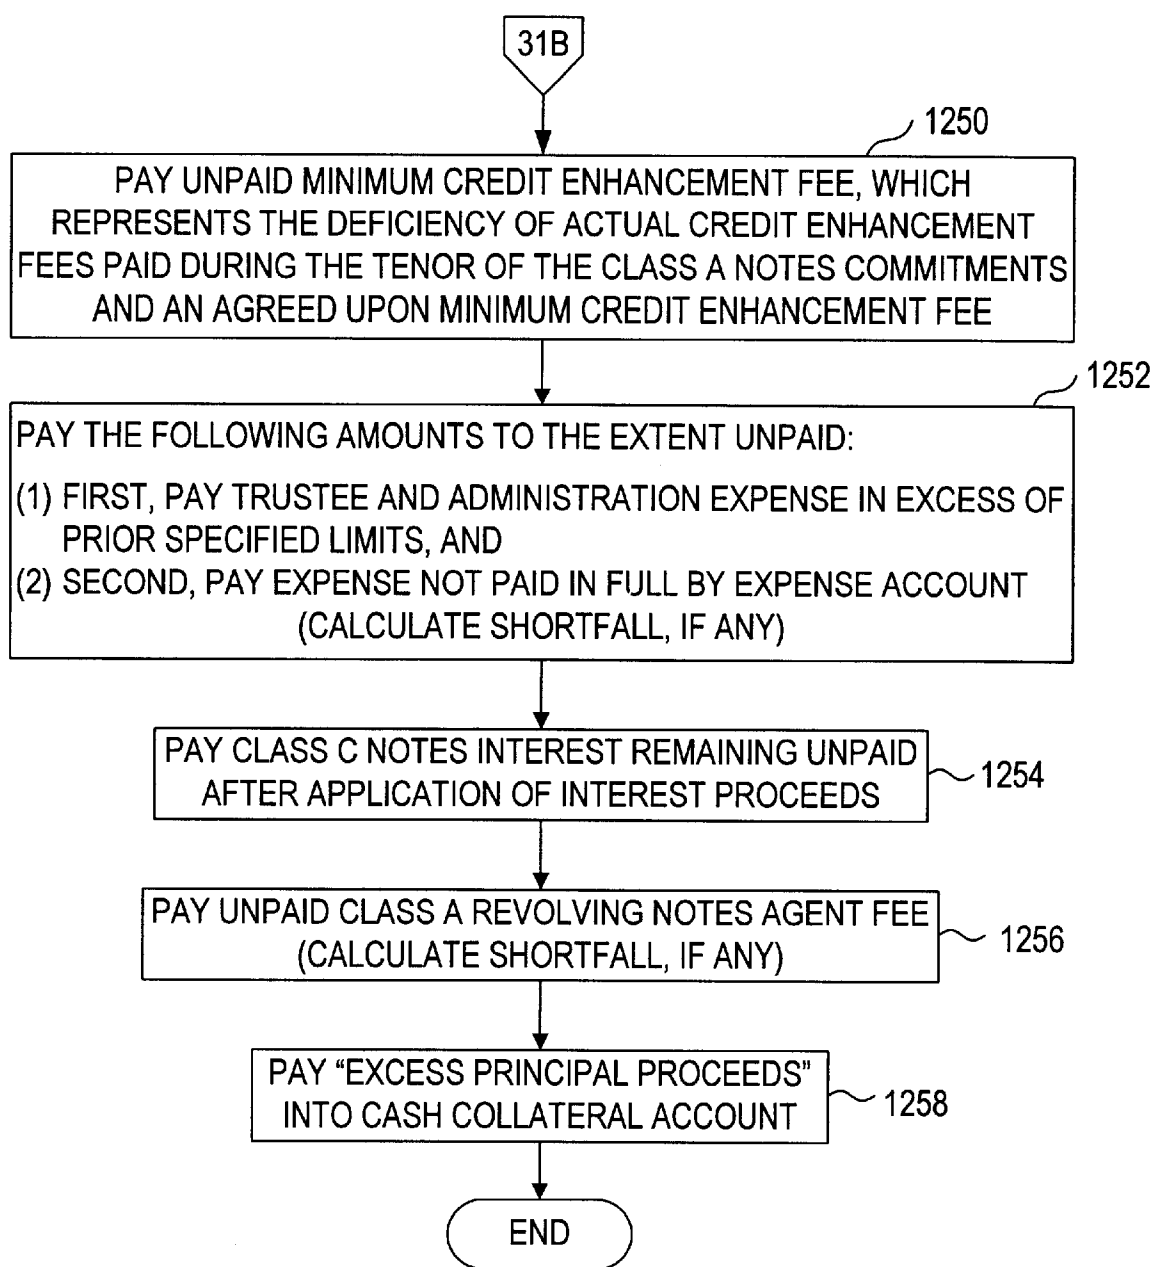 31B
1250
PAY UNPAID MINIMUM CREDIT ENHANCEMENT FEE, WHICH
REPRESENTS THE DEFICIENCY OF ACTUAL CREDIT ENHANCEMENT
FEES PAID DURING THE TENOR OF THE CLASS A NOTES COMMITMENTS
AND AN AGREED UPON MINIMUM CREDIT ENHANCEMENT FEE
1252
PAY THE FOLLOWING AMOUNTS TO THE EXTENT UNPAID:
(1) FIRST, PAY TRUSTEE AND ADMINISTRATION EXPENSE IN EXCESS OF
PRIOR SPECIFIED LIMITS, AND
(2) SECOND, PAY EXPENSE NOT PAID IN FULL BY EXPENSE ACCOUNT
(CALCULATE SHORTFALL, IF ANY)
PAY CLASS C NOTES INTEREST REMAINING UNPAID
AFTER APPLICATION OF INTEREST PROCEEDS
1254
PAY UNPAID CLASS A REVOLVING NOTES AGENT FEE
(CALCULATE SHORTFALL, IF ANY)
1256
PAY “EXCESS PRINCIPAL PROCEEDS”
INTO CASH COLLATERAL ACCOUNT
1258
END